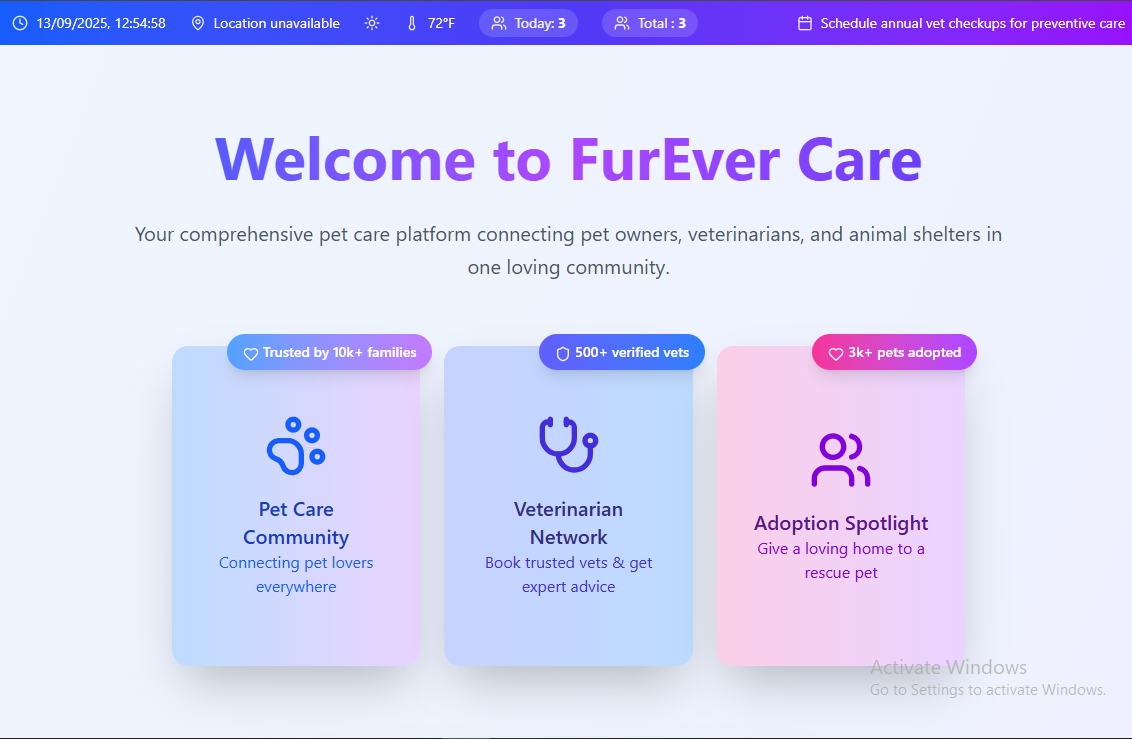 13/09/2025, 12:54:58 Location unavailable 72°F Today: 3 Total : 3 Schedule annual vet checkups for preventive care
Welcome to FurEver Care
Your comprehensive pet care platform connecting pet owners, veterinarians, and animal shelters in
one loving community.
Trusted by 10k+ families
500+ verified vets
3k+ pets adopted
Pet Care
Community
Connecting pet lovers
everywhere
Veterinarian
Network
Book trusted vets & get
expert advice
Adoption Spotlight
Give a loving home to a
rescue pet
Activate Windows
Go to Settings to activate Windows.